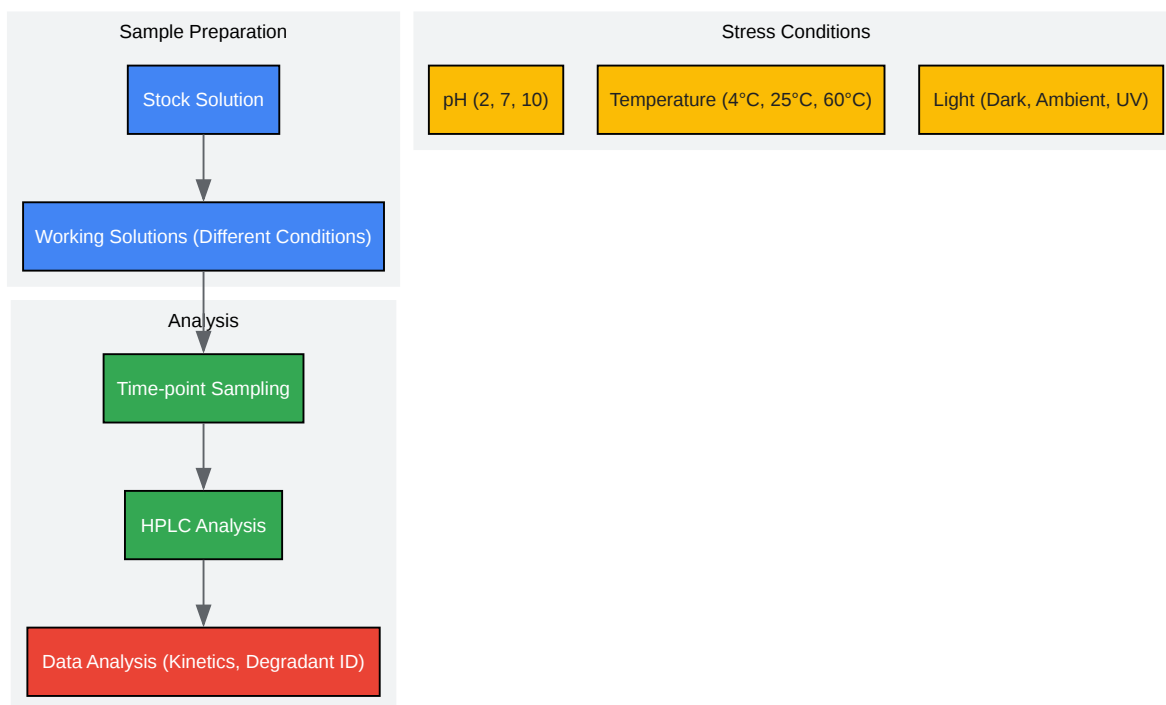 Sample Preparation
Stock Solution
Working Solutions (Different Conditions)
Stress Conditions
pH (2, 7, 10)
Temperature (4°C, 25°C, 60°C)
Light (Dark, Ambient, UV)
Analysis
Time-point Sampling
HPLC Analysis
Data Analysis (Kinetics, Degradant ID)